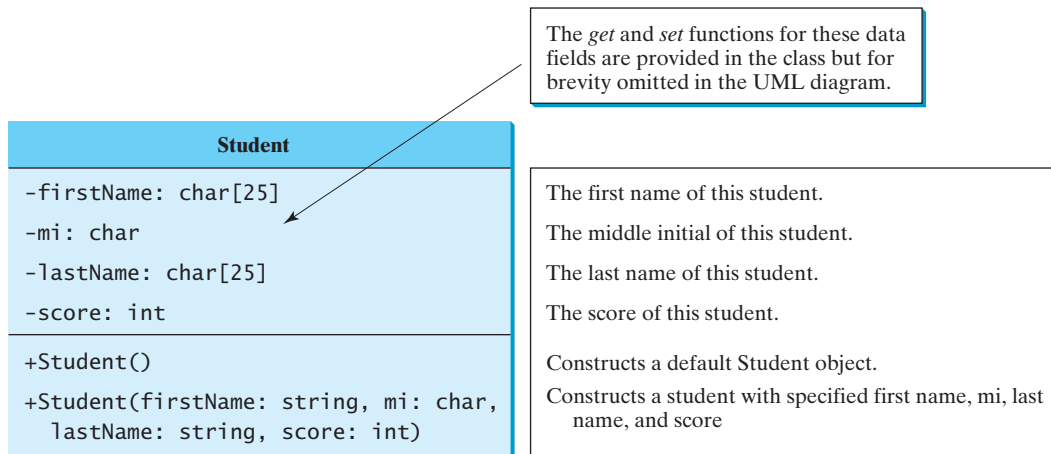 The get and set functions for these data
fields are provided in the class but for
brevity omitted in the UML diagram.
Student
-firstName: char[25]
-mi: char
-lastName: char[25]
-score: int
+Student()
+Student(firstName: string, mi: char,
lastName: string, score: int)
The first name of this student.
The middle initial of this student.
The last name of this student.
The score of this student.
Constructs a default Student object.
Constructs a student with specified first name, mi, last
name, and score